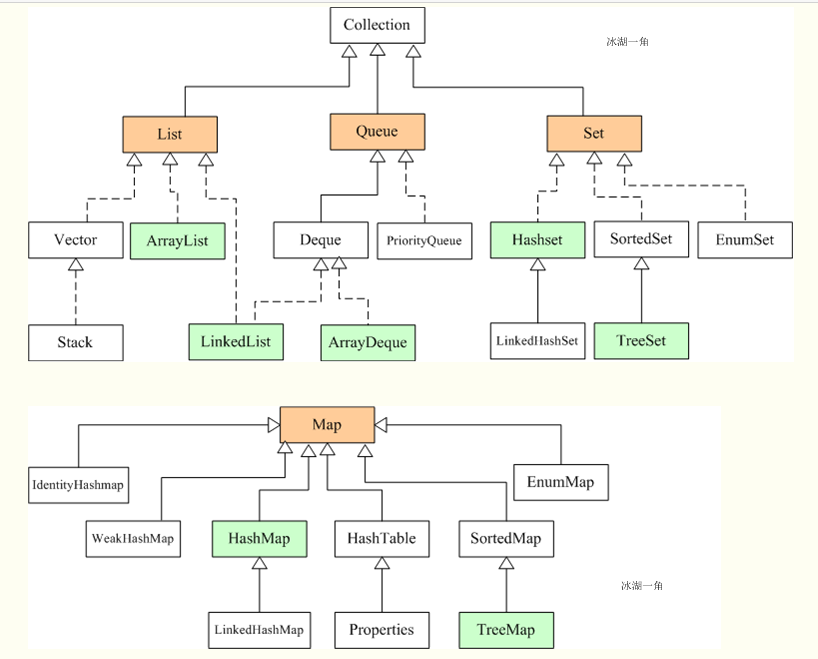 Collection
冰湖一角
List
Queue
Set
Vector
ArrayList
Deque
PriorityQueue
Hashset
SortedSet
EnumSet
Stack
LinkedList
ArrayDeque
LinkedHashSet
TreeSet
Map
IdentityHashmap
EnumMap
WeakHashMap
HashMap
HashTable
SortedMap
冰湖一角
LinkedHashMap
Properties
TreeMap